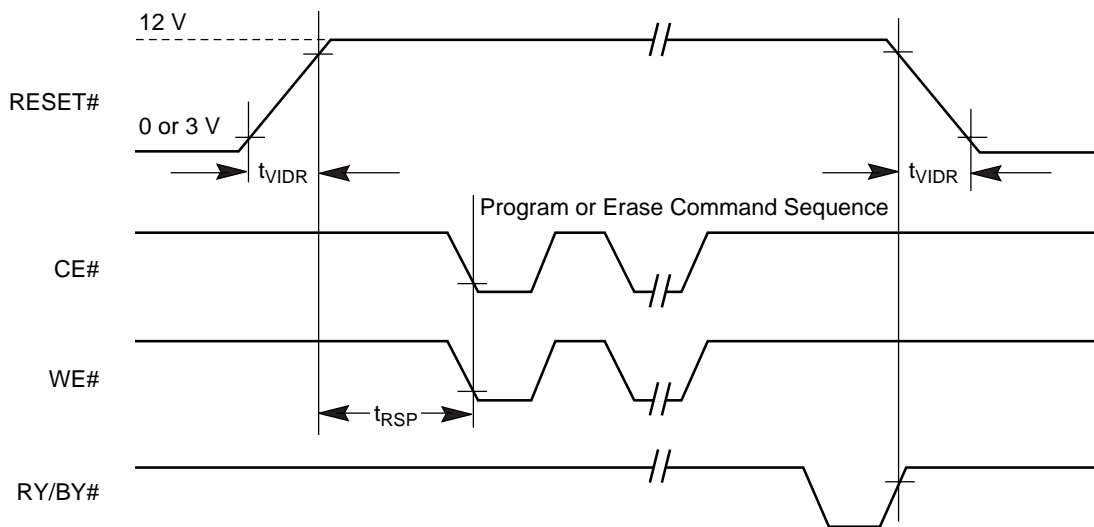 12 V
RESET#
0 or 3 V
tVIDR
tVIDR
Program or Erase Command Sequence
CE#
WE#
tRSP
RY/BY#